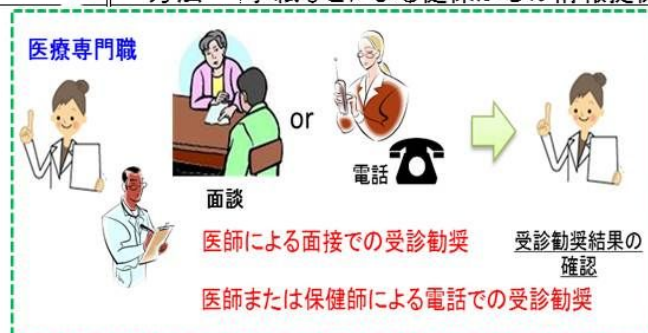 医療専門職
or
電話
面談
医師による面接での受診勧奨
受診勧奨結果の
確認
医師または保健師による電話での受診勧奨